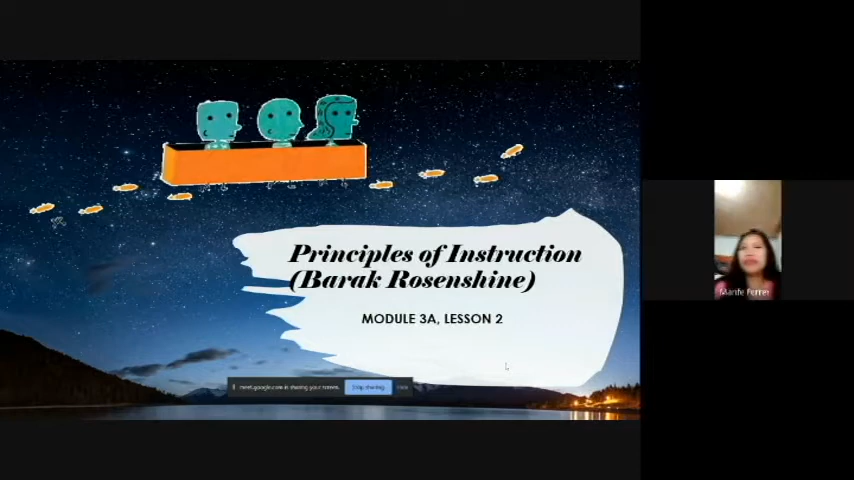 Principles of Instruction
(Barak Rosenshine)
MODULE 3A, LESSON 2
meet.google.com is sharing your screen.
Stop sharing
Hide
Marife Ferrer